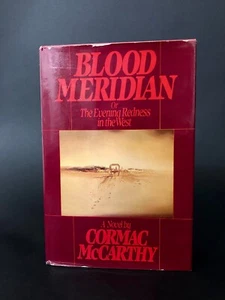 BLOOD
MERIDIAN
Or
The Evening Redness
in the West
A Novel by
CORMAC
McCARTHY